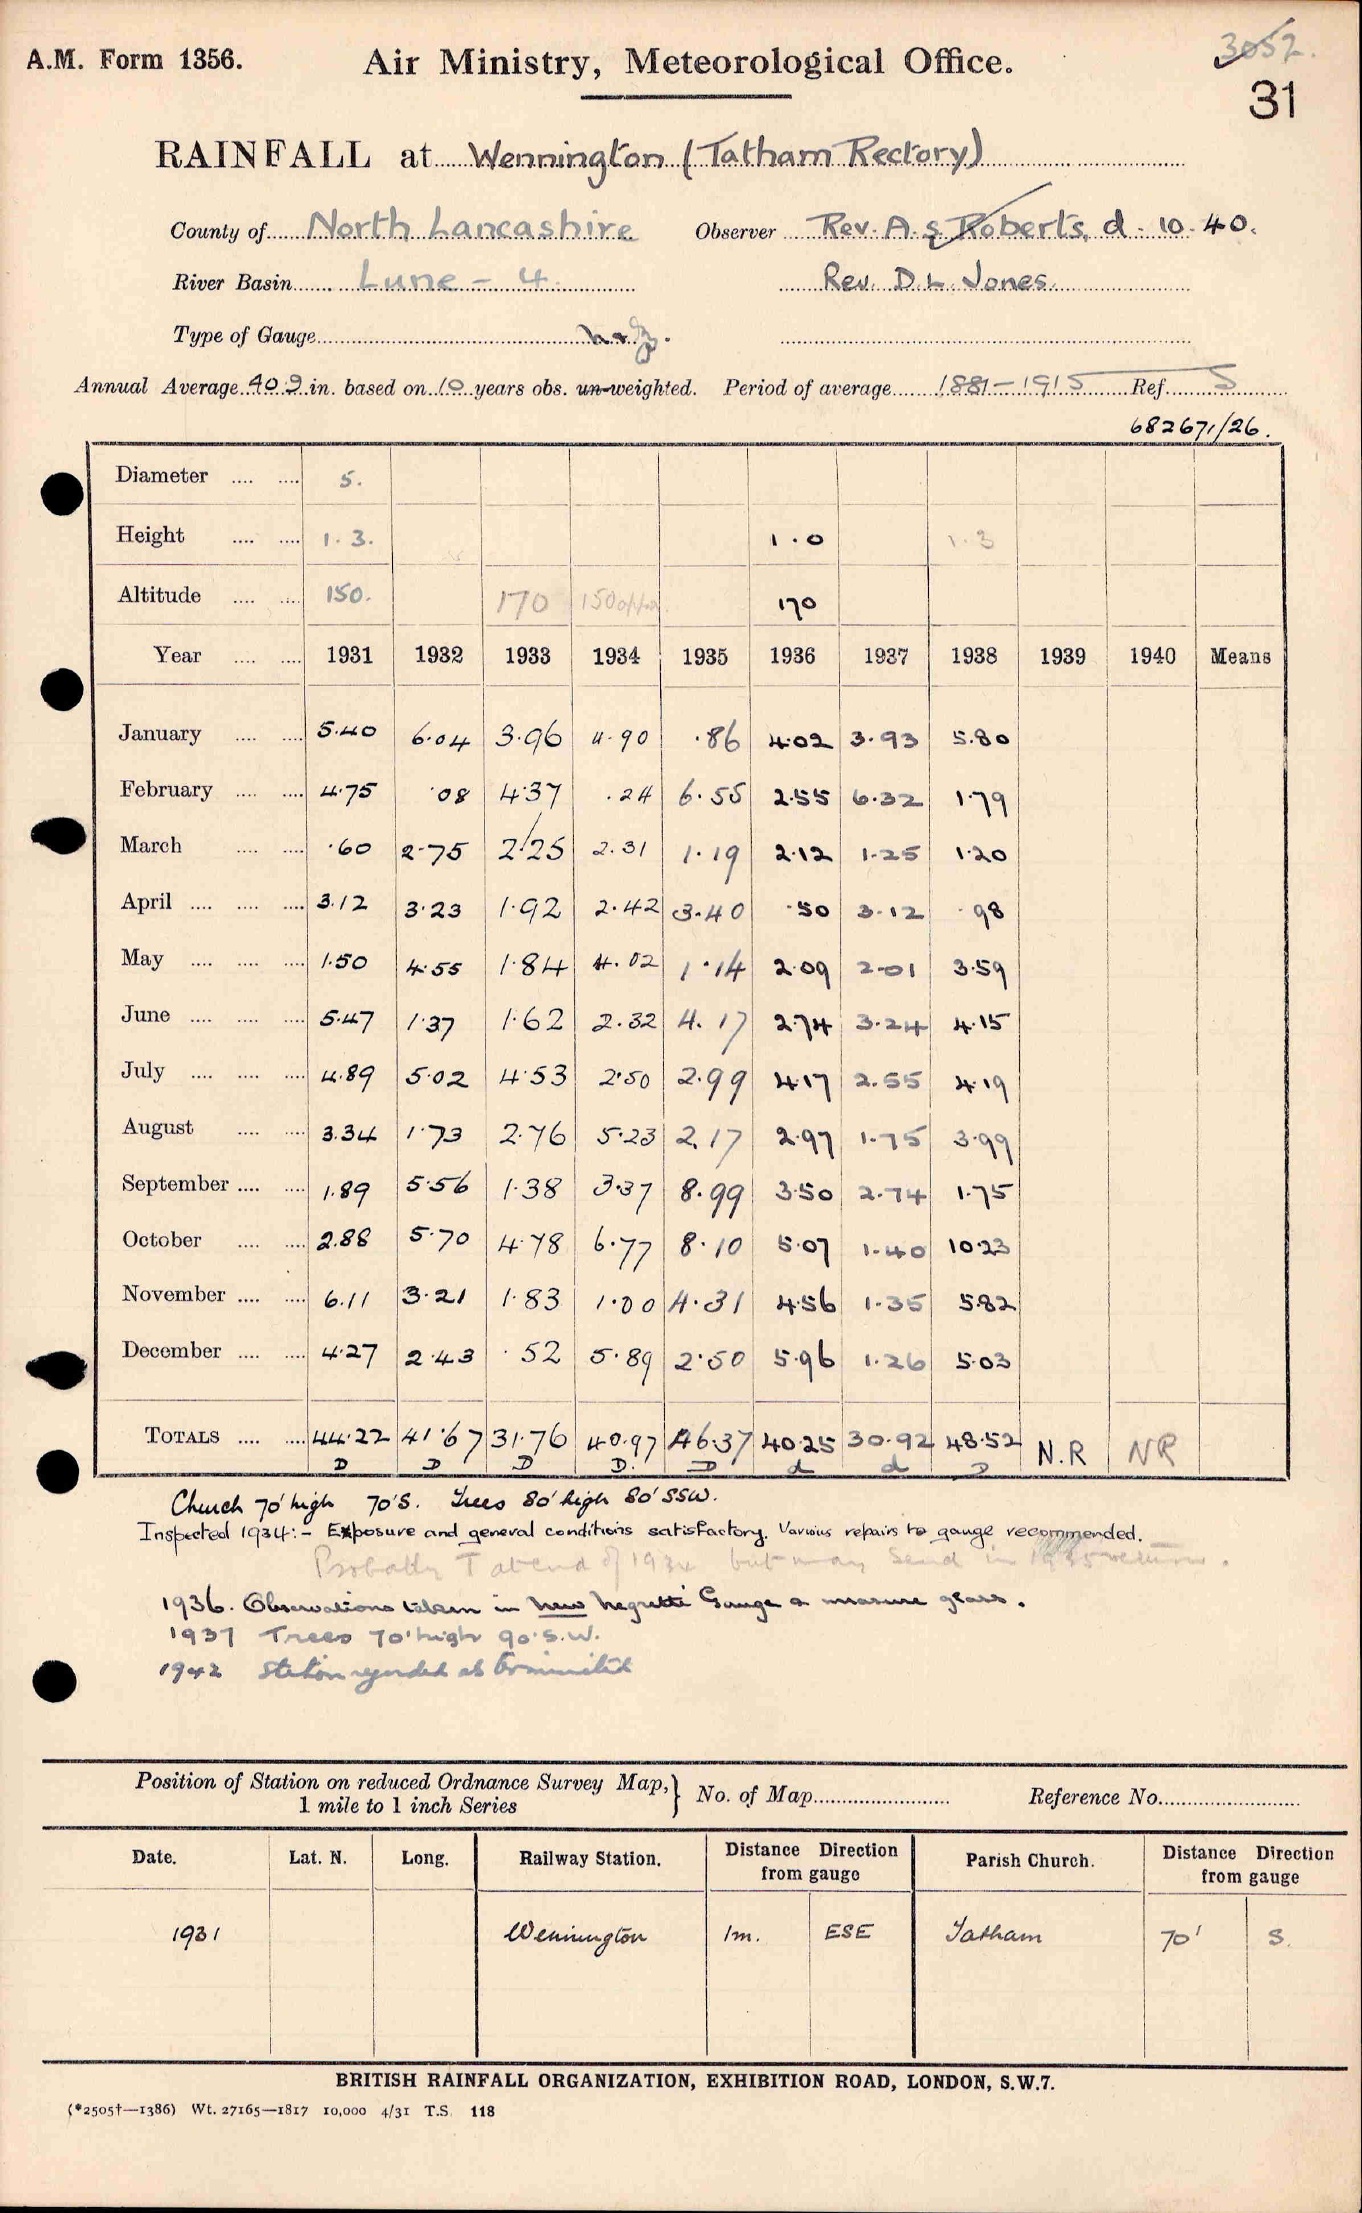 3052.
A.M. Form 1356. Air Ministry, Meteorological Office.
31
RAINFALL at Wennington (Tatham Rectory)
County of North Lancashire Observer Rev. A. S. Roberts, d. 10.40.
River Basin Lune - 4 Rev. D. L. Jones.
Type of Gauge
Annual Average 40.9 in. based on 10 years obs. un-weighted. Period of average 1881-1915 Ref. S
682671/26.
Diameter 5.
Height 1.3. 1.0 1.3
Altitude 150. 170 150 170
Year 1931 1932 1933 1934 1935 1936 1937 1938 1939 1940 Means
January 5.40 6.04 3.96 4.90 .86 4.02 3.93 5.80
February 4.75 .08 4.37 .24 6.55 2.55 6.32 1.79
March .60 2.75 2.25 2.31 1.19 2.12 1.25 1.20
April 3.12 3.23 1.92 2.42 3.40 .50 3.12 .98
May 1.50 4.55 1.84 4.02 1.14 2.09 2.01 3.59
June 5.47 1.37 1.62 2.32 4.17 2.74 3.24 4.15
July 4.89 5.02 4.53 2.50 2.99 4.17 2.55 4.19
August 3.34 1.73 2.76 5.23 2.17 2.97 1.75 3.99
September 1.89 5.56 1.38 3.37 8.99 3.50 2.74 1.75
October 2.88 5.70 4.78 6.77 8.10 5.07 1.40 10.23
November 6.11 3.21 1.83 1.00 4.31 4.56 1.35 5.82
December 4.27 2.43 .52 5.89 2.50 5.96 1.26 5.03
TOTALS 44.22 41.67 31.76 40.97 46.37 40.25 30.92 48.52 N.R NR
D D D D. D d d D
Church 70' high 70' S. Trees 80' high 80' SSW.
Inspected 1934:- Exposure and general conditions satisfactory. Various repairs to gauge recommended.
Probably T at end of 1934 but may send in 1935 return.
1936. Observations taken in New Negretti Gauge & measure glass.
1937 Trees 70' high 90' S.W.
1942 Station regarded as terminated
Position of Station on reduced Ordnance Survey Map, 1 mile to 1 inch Series } No. of Map Reference No.
Date. Lat. N. Long. Railway Station. Distance Direction from gauge Parish Church. Distance Direction from gauge
1931 Wennington 1m. ESE Tatham 70' S.
BRITISH RAINFALL ORGANIZATION, EXHIBITION ROAD, LONDON, S.W.7.
(*2505†—1386) Wt. 27165—1817 10,000 4/31 T.S. 118